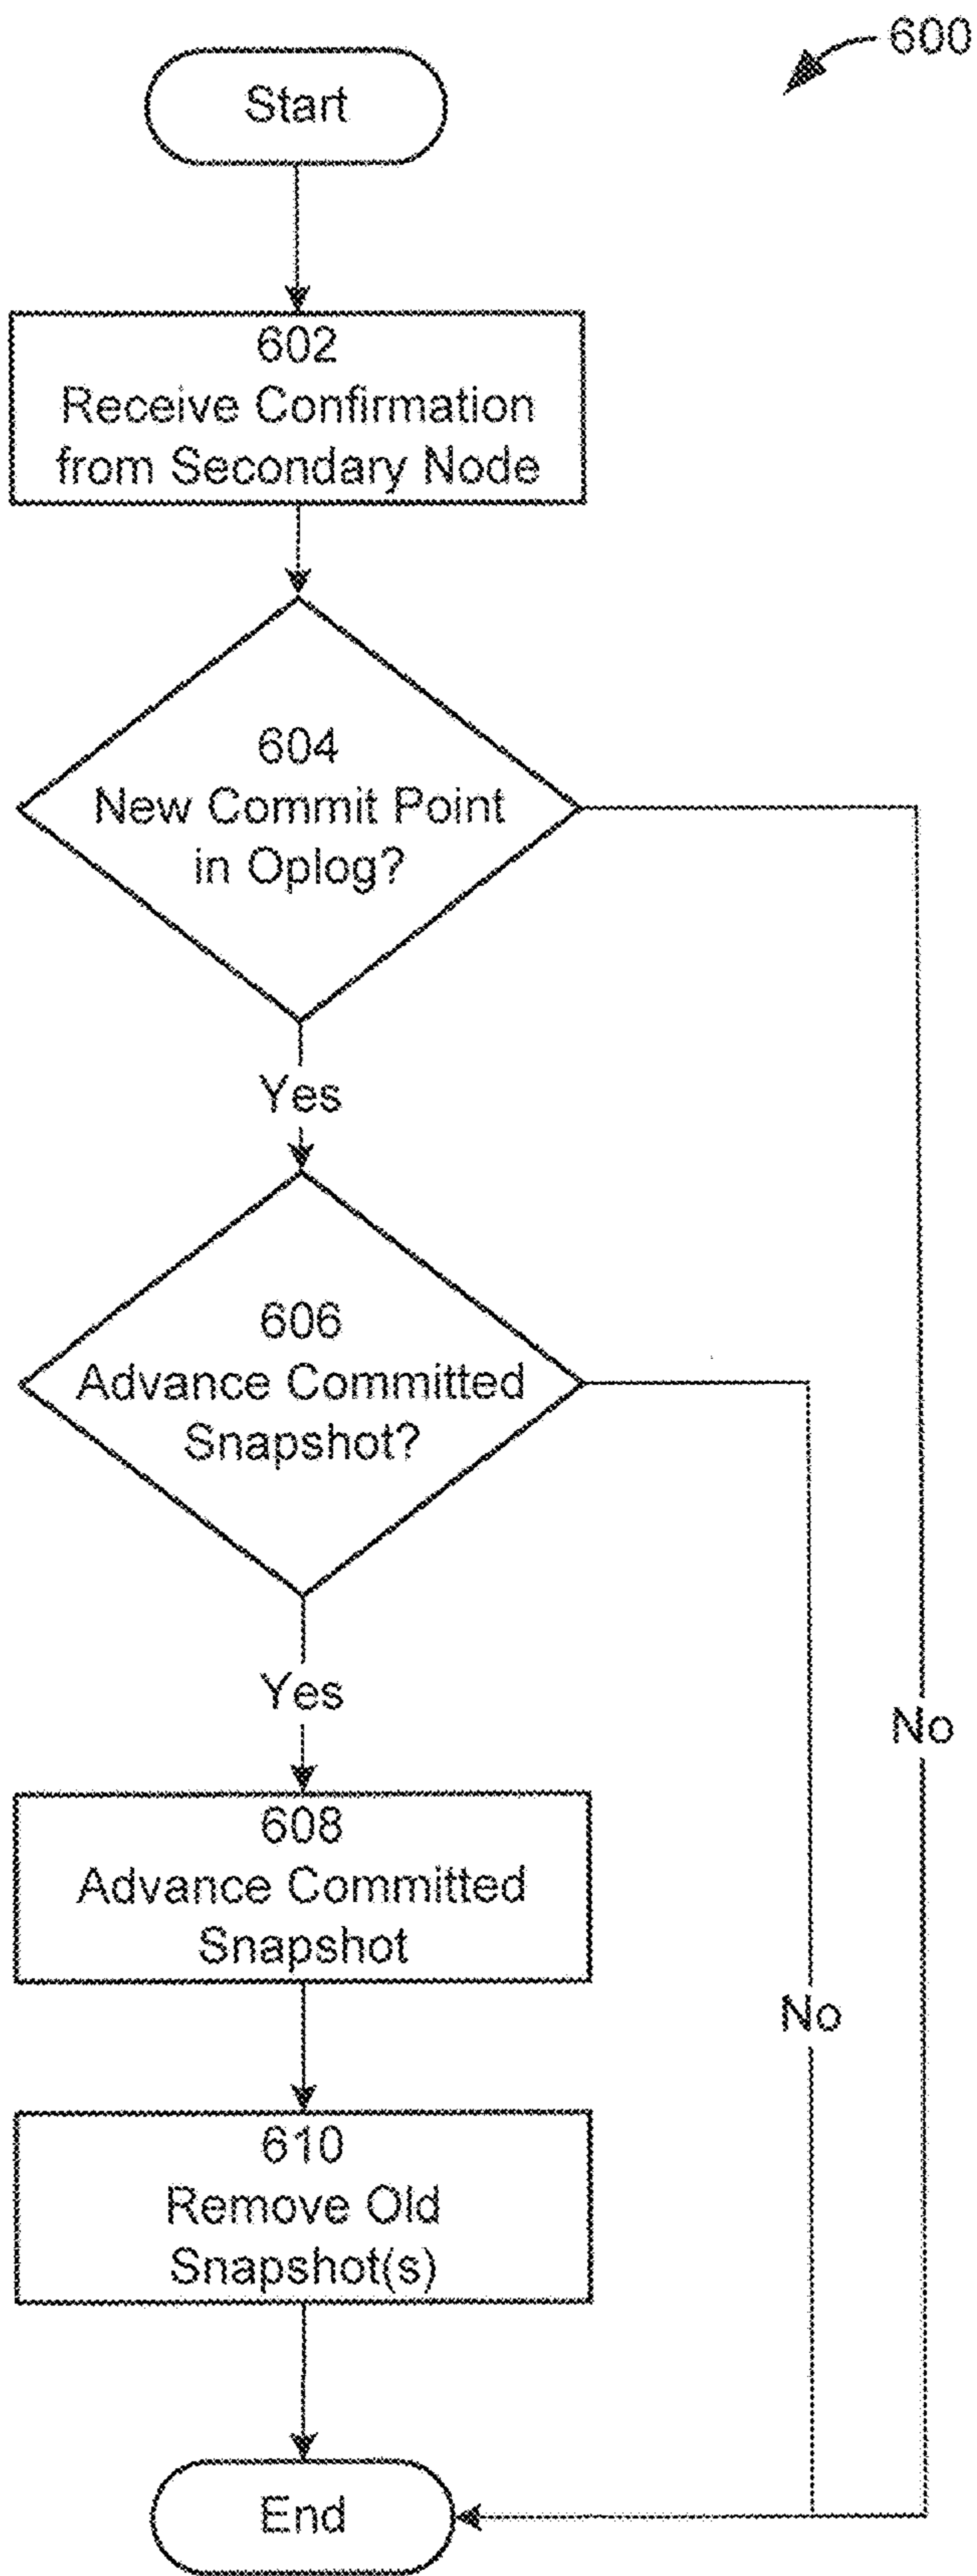 600
Start
602
Receive Confirmation
from Secondary Node
604
New Commit Point
in Oplog?
Yes
606
Advance Committed
Snapshot?
Yes
No
608
Advance Committed
Snapshot
No
610
Remove Old
Snapshot(s)
End